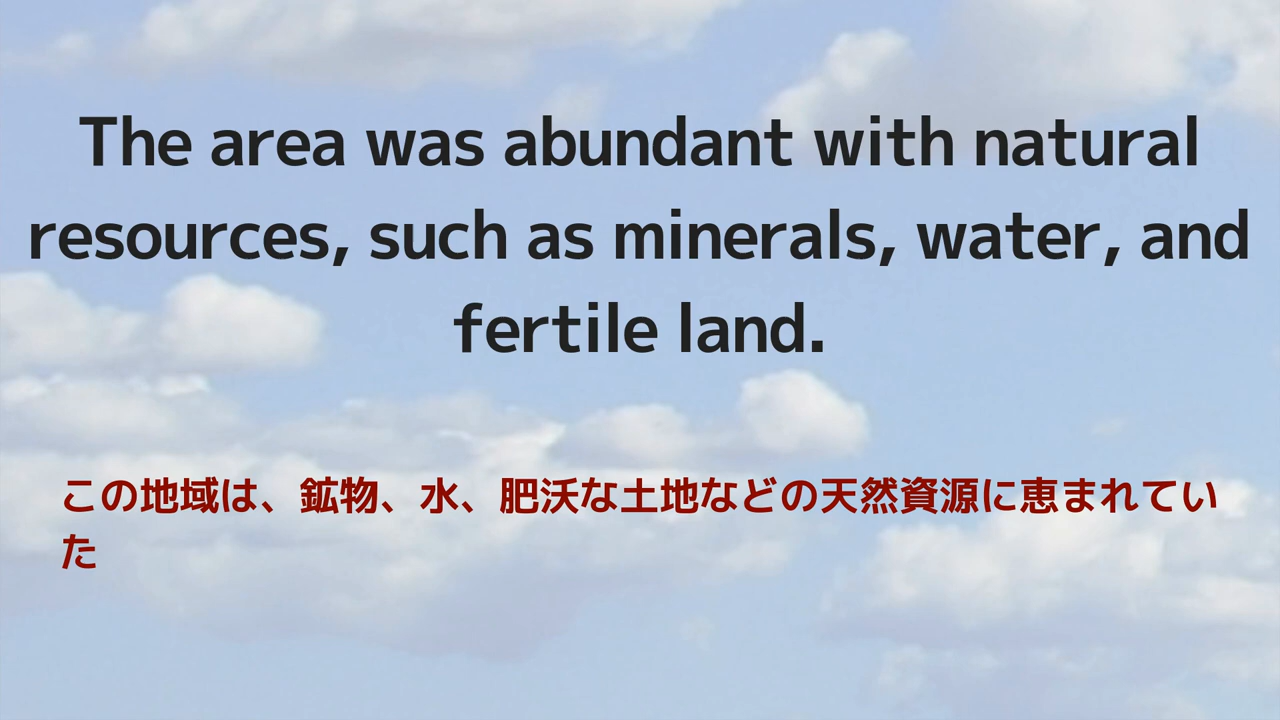 The area was abundant with natural
resources, such as minerals, water, and
fertile land.
この地域は、鉱物、水、肥沃な土地などの天然資源に恵まれてい
た